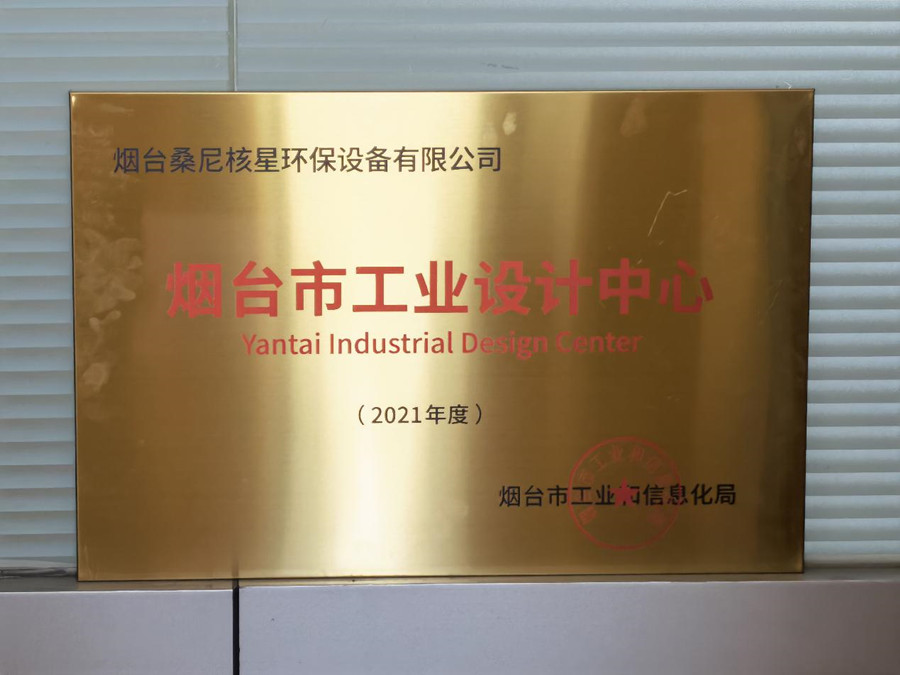 烟台桑尼核星环保设备有限公司
烟台市工业设计中心
Yantai Industrial Design Center
（2021年度）
烟台市工业和信息化局